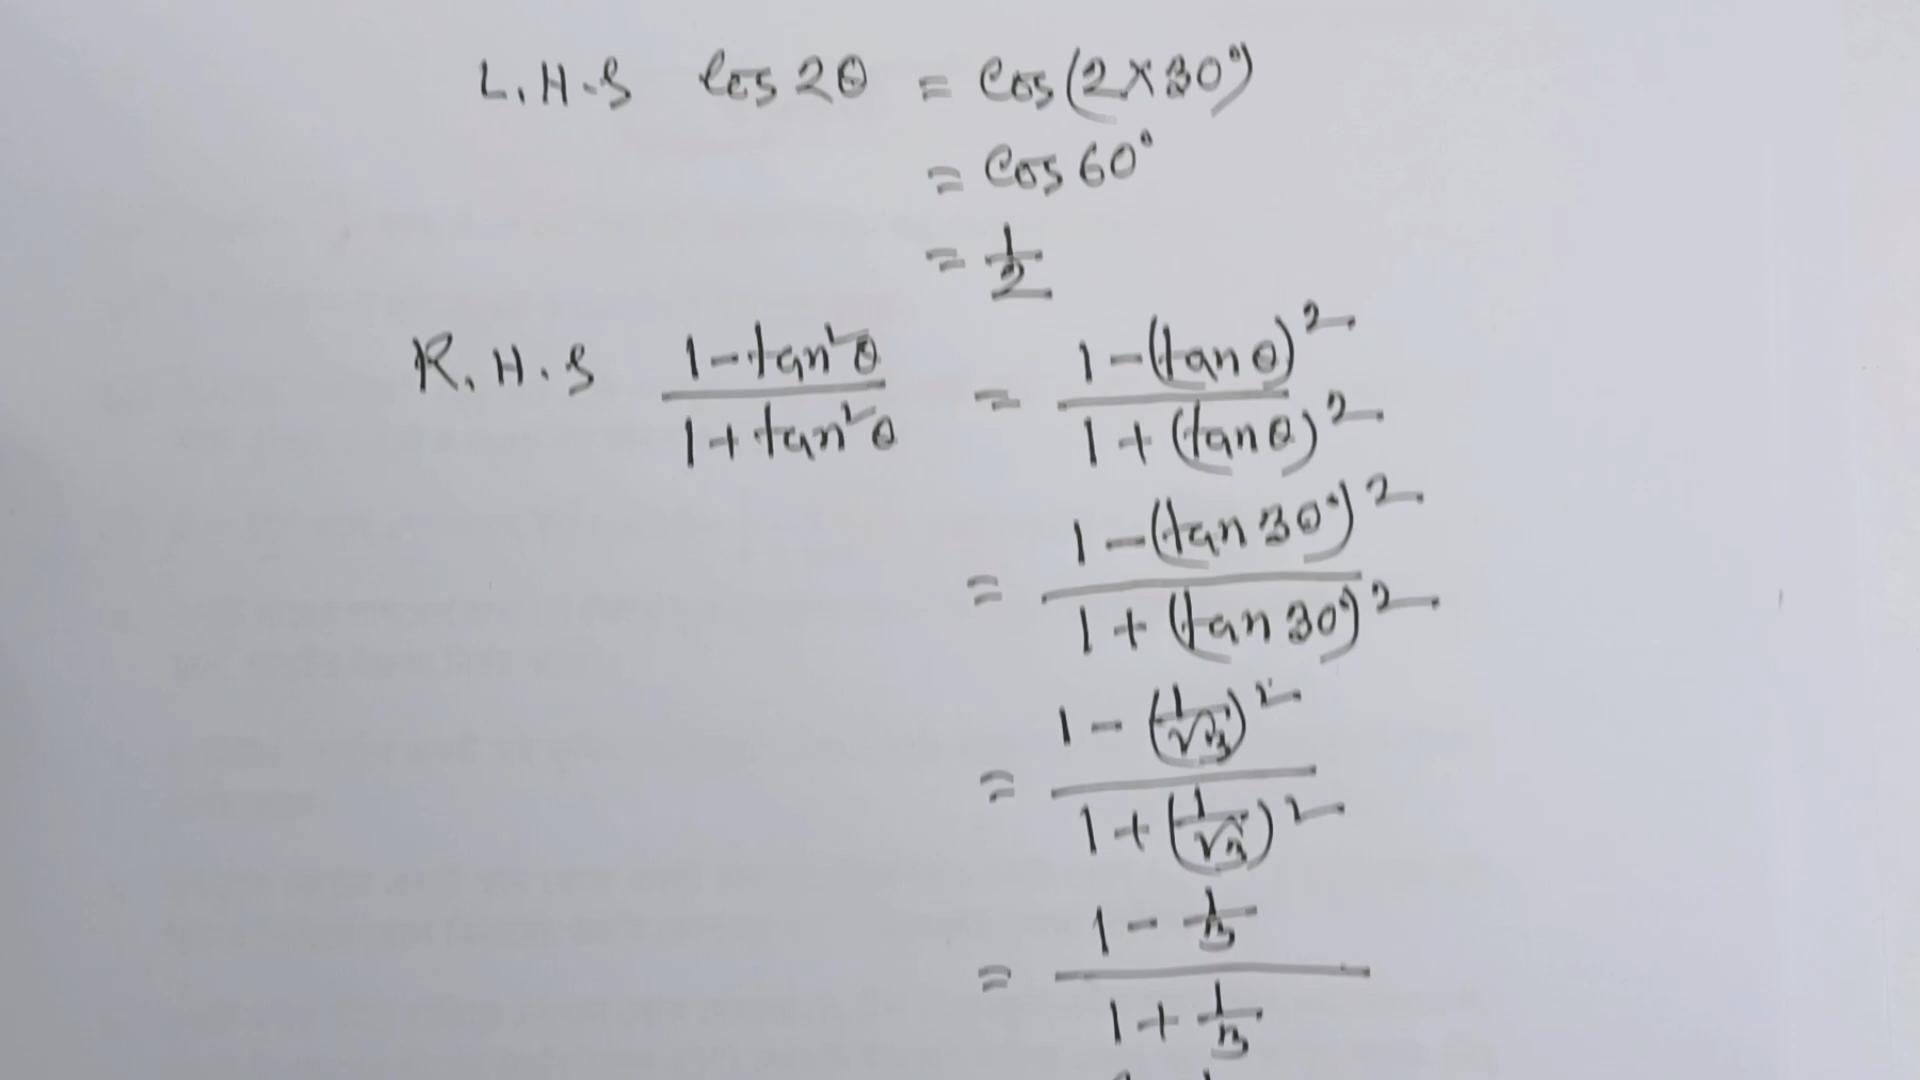 L.H.S cos 2θ = cos(2×30°)
= cos 60°
= 1/2
R.H.S (1-tan²θ)/(1+tan²θ) = (1-(tanθ)²)/(1+(tanθ)²)
= (1-(tan 30°)²)/(1+(tan 30°)²)
= (1-(1/√3)²)/(1+(1/√3)²)
= (1-1/3)/(1+1/3)